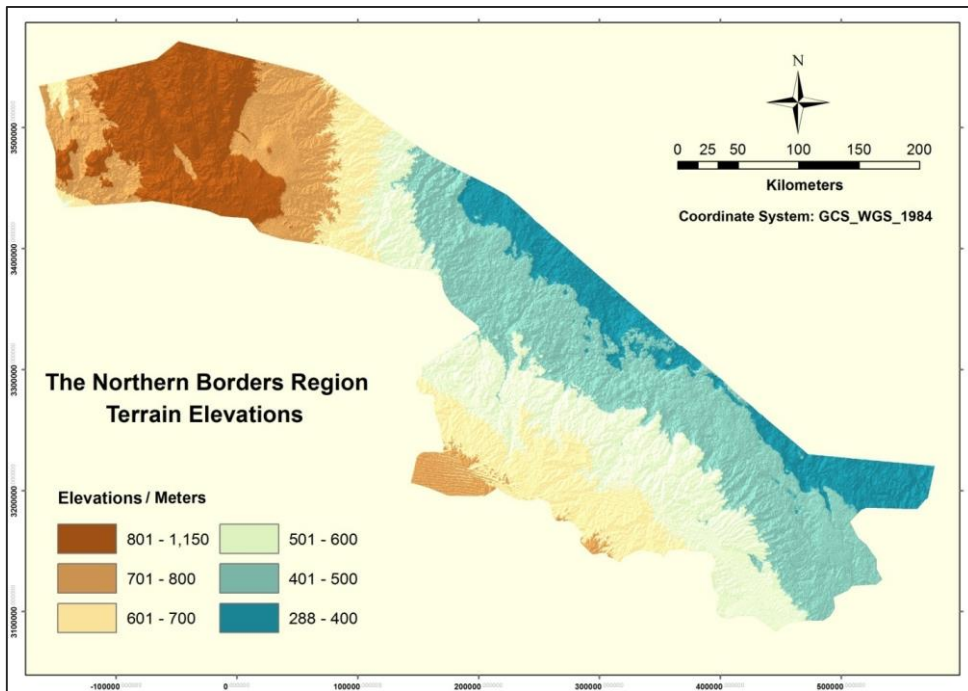 N
0 25 50 100 150 200
Kilometers
Coordinate System: GCS_WGS_1984
The Northern Borders Region
Terrain Elevations
Elevations / Meters
801 - 1,150
701 - 800
601 - 700
501 - 600
401 - 500
288 - 400
3500000
3400000
3300000
3200000
3100000
-100000 0 100000 200000 300000 400000 500000